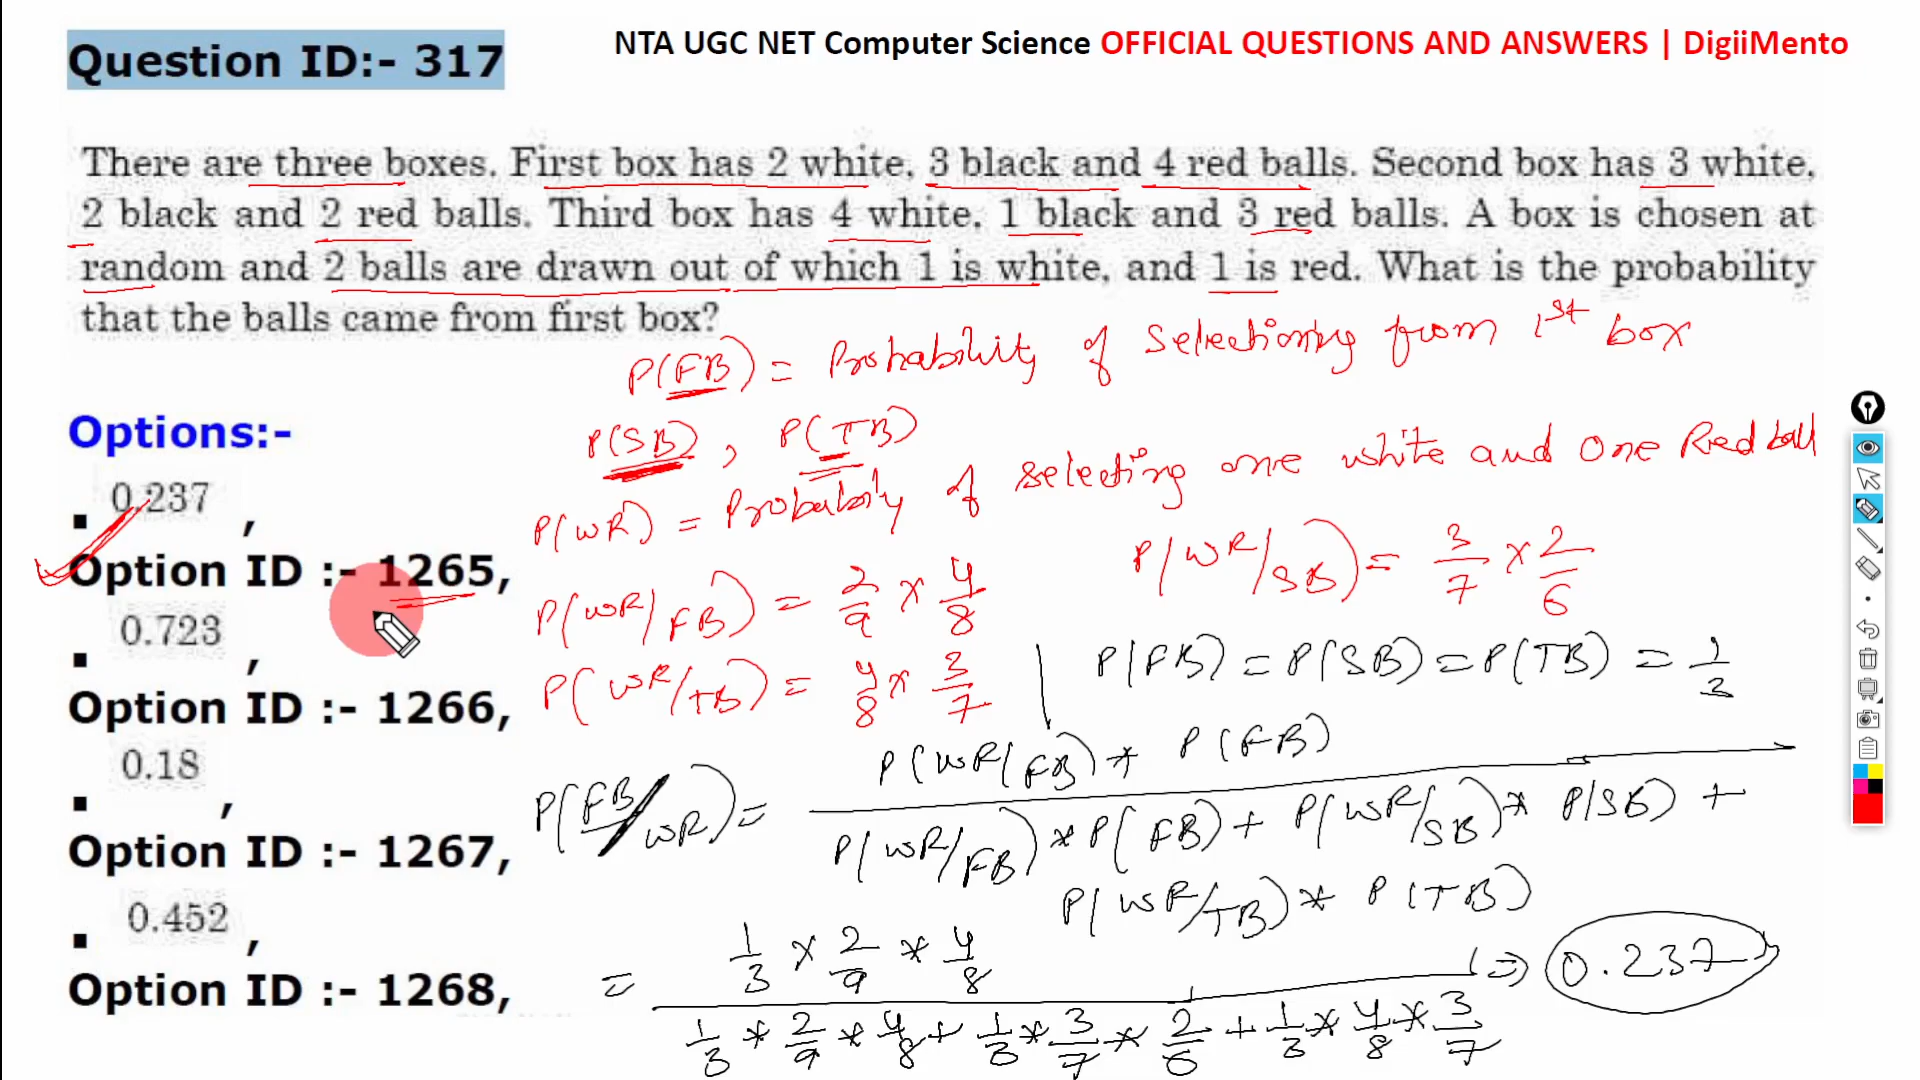 Question ID:- 317
NTA UGC NET Computer Science OFFICIAL QUESTIONS AND ANSWERS | DigiiMento
There are three boxes. First box has 2 white, 3 black and 4 red balls. Second box has 3 white,
2 black and 2 red balls. Third box has 4 white, 1 black and 3 red balls. A box is chosen at
random and 2 balls are drawn out of which 1 is white, and 1 is red. What is the probability
that the balls came from first box?
P(FB) = Probability of selectioning from 1st box
P(SB), P(TB)
P(WR) = Probability of selecting one white and One Red ball
P(WR/FB) = 2/9 × 4/8
P(WR/SB) = 3/7 × 2/6
P(WR/TB) = 4/8 × 3/7
P(FB) = P(SB) = P(TB) = 1/3
P(FB/WR) =
P(WR/FB) * P(FB)
P(WR/FB) * P(FB) + P(WR/SB) * P(SB) +
P(WR/TB) * P(TB)
= 1/3 × 2/9 * 4/8
1/3 * 2/9 * 4/8 + 1/3 * 3/7 * 2/6 + 1/3 * 4/8 * 3/7
⇒ 0.237
Options:-
0.237 ,
Option ID :- 1265,
0.723 ,
Option ID :- 1266,
0.18 ,
Option ID :- 1267,
0.452 ,
Option ID :- 1268,